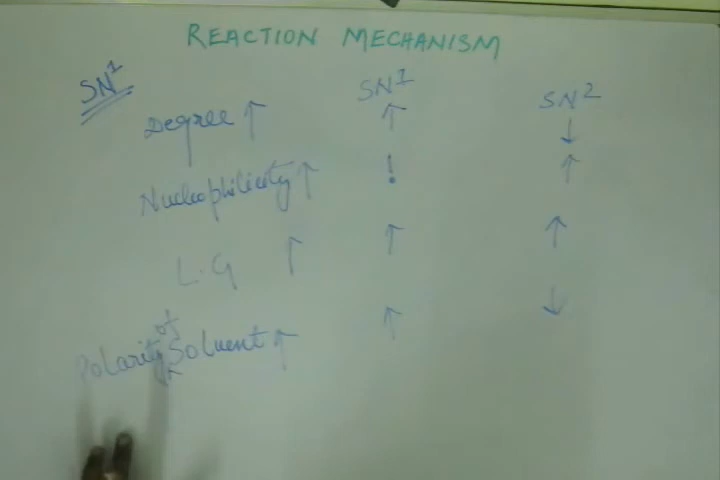 REACTION MECHANISM
SN1
SN1 SN2
Degree ↑ ↑ ↓
Nucleophilicity ↑ ! ↑
L.G ↑ ↑ ↑
Polarity of Solvent ↑ ↑ ↓